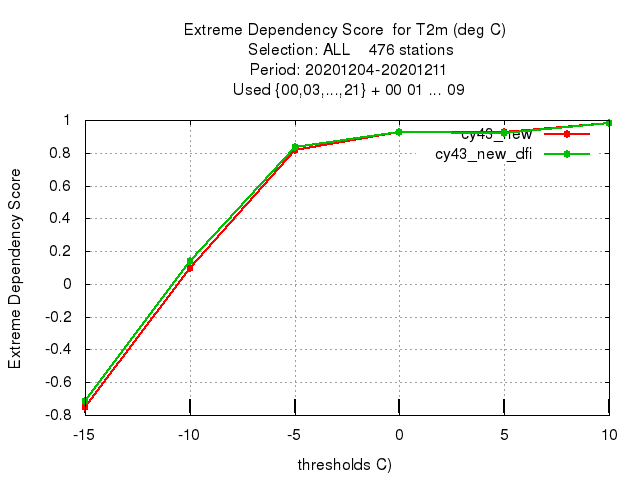 Extreme Dependency Score for T2m (deg C)
Selection: ALL 476 stations
Period: 20201204-20201211
Used {00,03,...,21} + 00 01 ... 09
Extreme Dependency Score
1
0.8
0.6
0.4
0.2
0
-0.2
-0.4
-0.6
-0.8
cy43_new
cy43_new_dfi
-15 -10 -5 0 5 10
thresholds C)